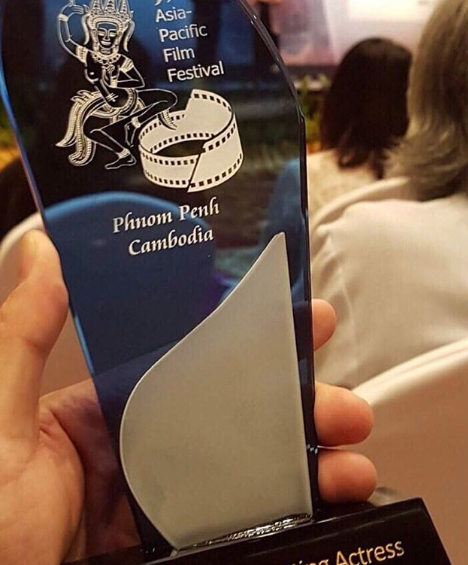 Asia-
Pacific
Film
Festival
Phnom Penh
Cambodia
Actress